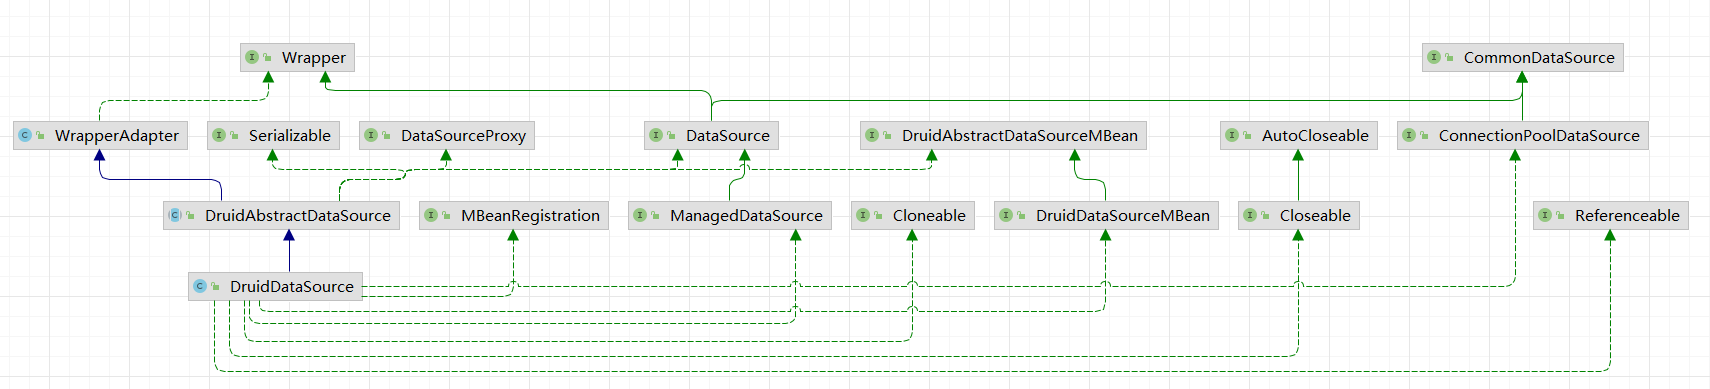 I Wrapper
I CommonDataSource
C WrapperAdapter
I Serializable
I DataSourceProxy
I DataSource
I DruidAbstractDataSourceMBean
I AutoCloseable
I ConnectionPoolDataSource
C DruidAbstractDataSource
I MBeanRegistration
I ManagedDataSource
I Cloneable
I DruidDataSourceMBean
I Closeable
I Referenceable
C DruidDataSource